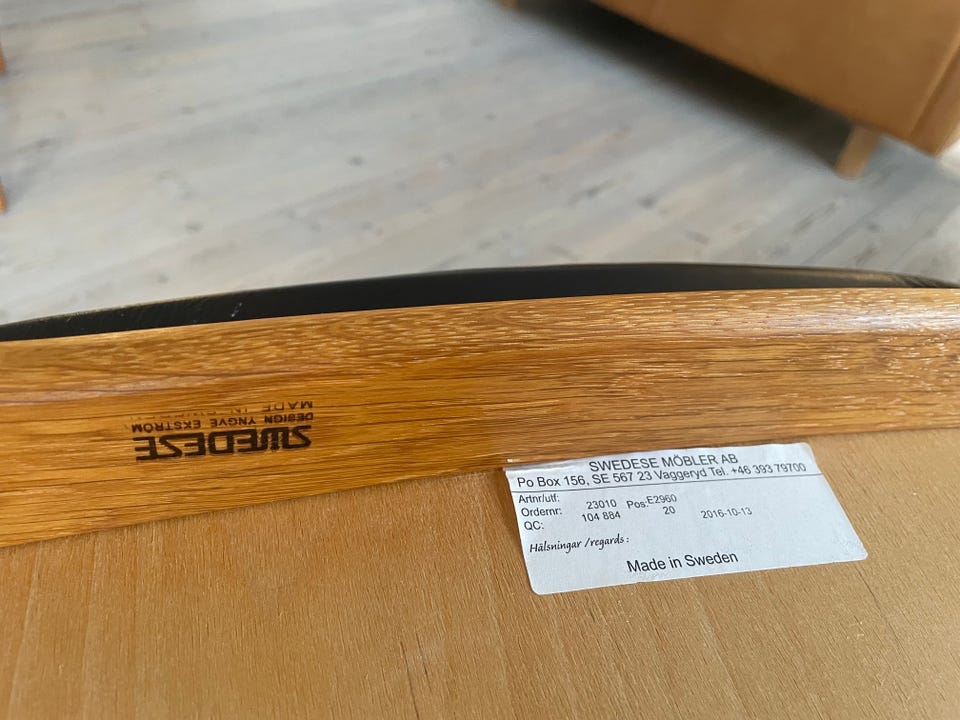 SWEDESE
DESIGN YNGVE EKSTRÖM
MADE IN SWEDEN
SWEDESE MÖBLER AB
Po Box 156, SE 567 23 Vaggeryd Tel. +46 393 79700
Artnr/utf: 23010 Pos:E2960
Ordernr: 104 884 20 2016-10-13
QC:
Hälsningar /regards :
Made in Sweden